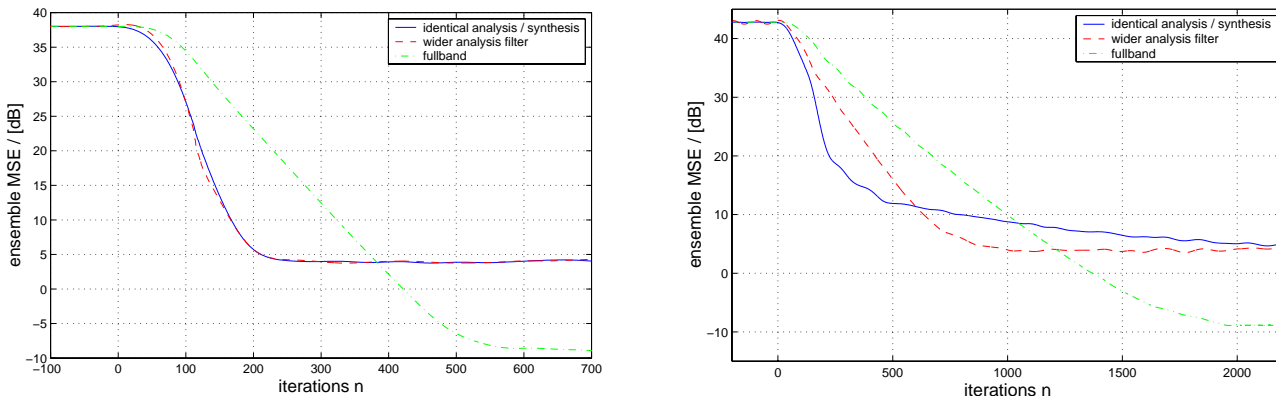 40
35
30
25
20
15
10
5
0
−5
−10
−100 0 100 200 300 400 500 600 700
iterations n
ensemble MSE / [dB]
identical analysis / synthesis
wider analysis filter
fullband
40
30
20
10
0
−10
0 500 1000 1500 2000
iterations n
ensemble MSE / [dB]
identical analysis / synthesis
wider analysis filter
fullband